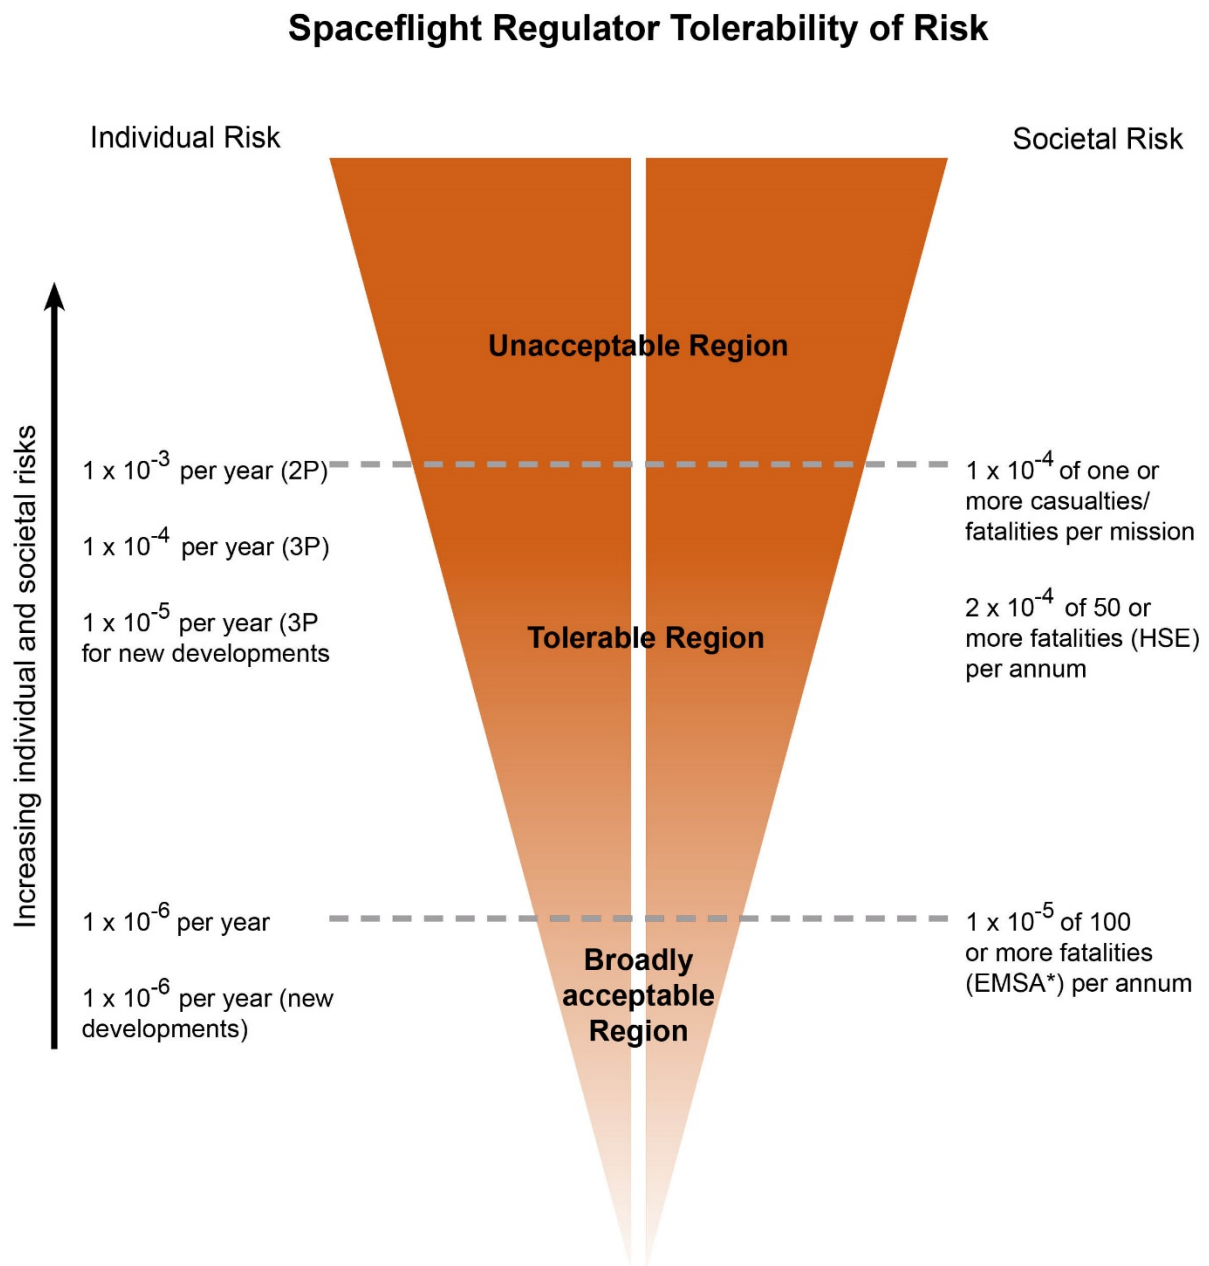 Spaceflight Regulator Tolerability of Risk
Individual Risk
Societal Risk
Increasing individual and societal risks
Unacceptable Region
1 x 10-3 per year (2P)
1 x 10-4 per year (3P)
1 x 10-5 per year (3P
for new developments
1 x 10-4 of one or
more casualties/
fatalities per mission
2 x 10-4 of 50 or
more fatalities (HSE)
per annum
Tolerable Region
1 x 10-6 per year
1 x 10-6 per year (new
developments)
Broadly
acceptable
Region
1 x 10-5 of 100
or more fatalities
(EMSA*) per annum